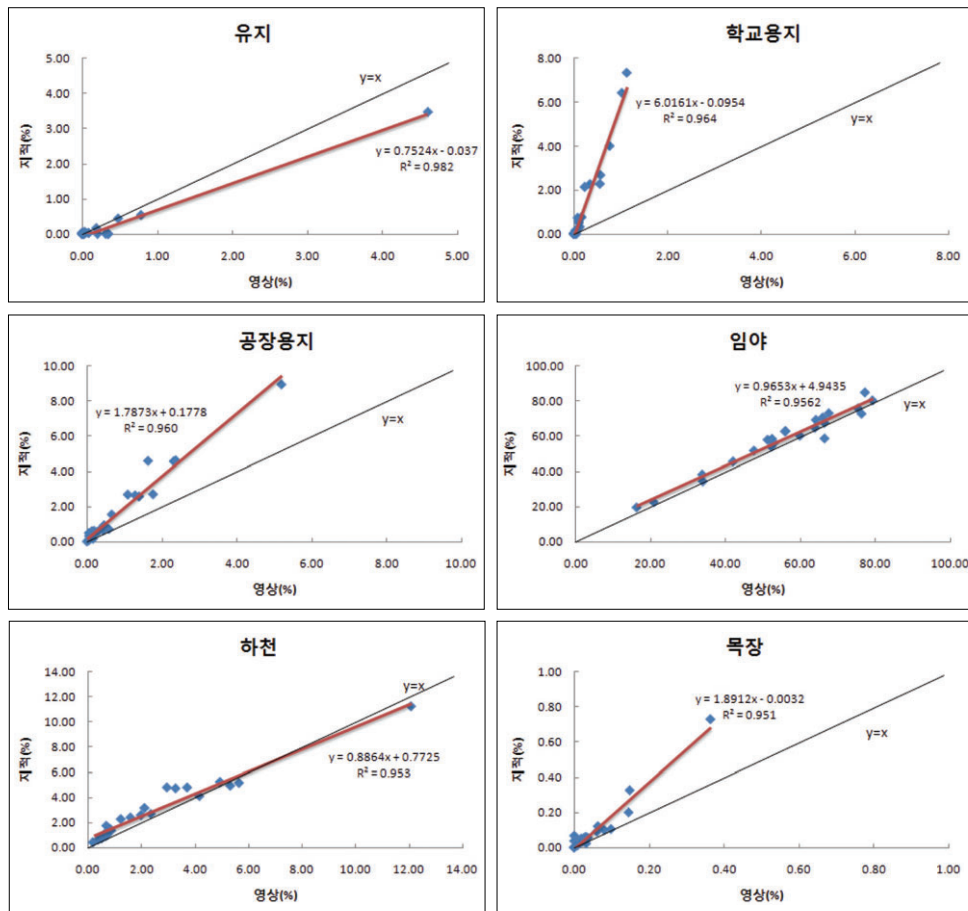 유지
5.00
4.00
3.00
2.00
1.00
0.00
지적(%)
y=x
y = 0.7524x - 0.037
R² = 0.982
0.00 1.00 2.00 3.00 4.00 5.00
영상(%)
학교용지
8.00
6.00
4.00
2.00
0.00
지적(%)
y = 6.0161x - 0.0954
R² = 0.964
y=x
0.00 2.00 4.00 6.00 8.00
영상(%)
공장용지
10.00
8.00
6.00
4.00
2.00
0.00
지적(%)
y = 1.7873x + 0.1778
R² = 0.960
y=x
0.00 2.00 4.00 6.00 8.00 10.00
영상(%)
임야
100.00
80.00
60.00
40.00
20.00
0.00
지적(%)
y = 0.9653x + 4.9435
R² = 0.9562
y=x
0.00 20.00 40.00 60.00 80.00 100.00
영상(%)
하천
14.00
12.00
10.00
8.00
6.00
4.00
2.00
0.00
지적(%)
y=x
y = 0.8864x + 0.7725
R² = 0.953
0.00 2.00 4.00 6.00 8.00 10.00 12.00 14.00
영상(%)
목장
1.00
0.80
0.60
0.40
0.20
0.00
지적(%)
y = 1.8912x - 0.0032
R² = 0.951
y=x
0.00 0.20 0.40 0.60 0.80 1.00
영상(%)